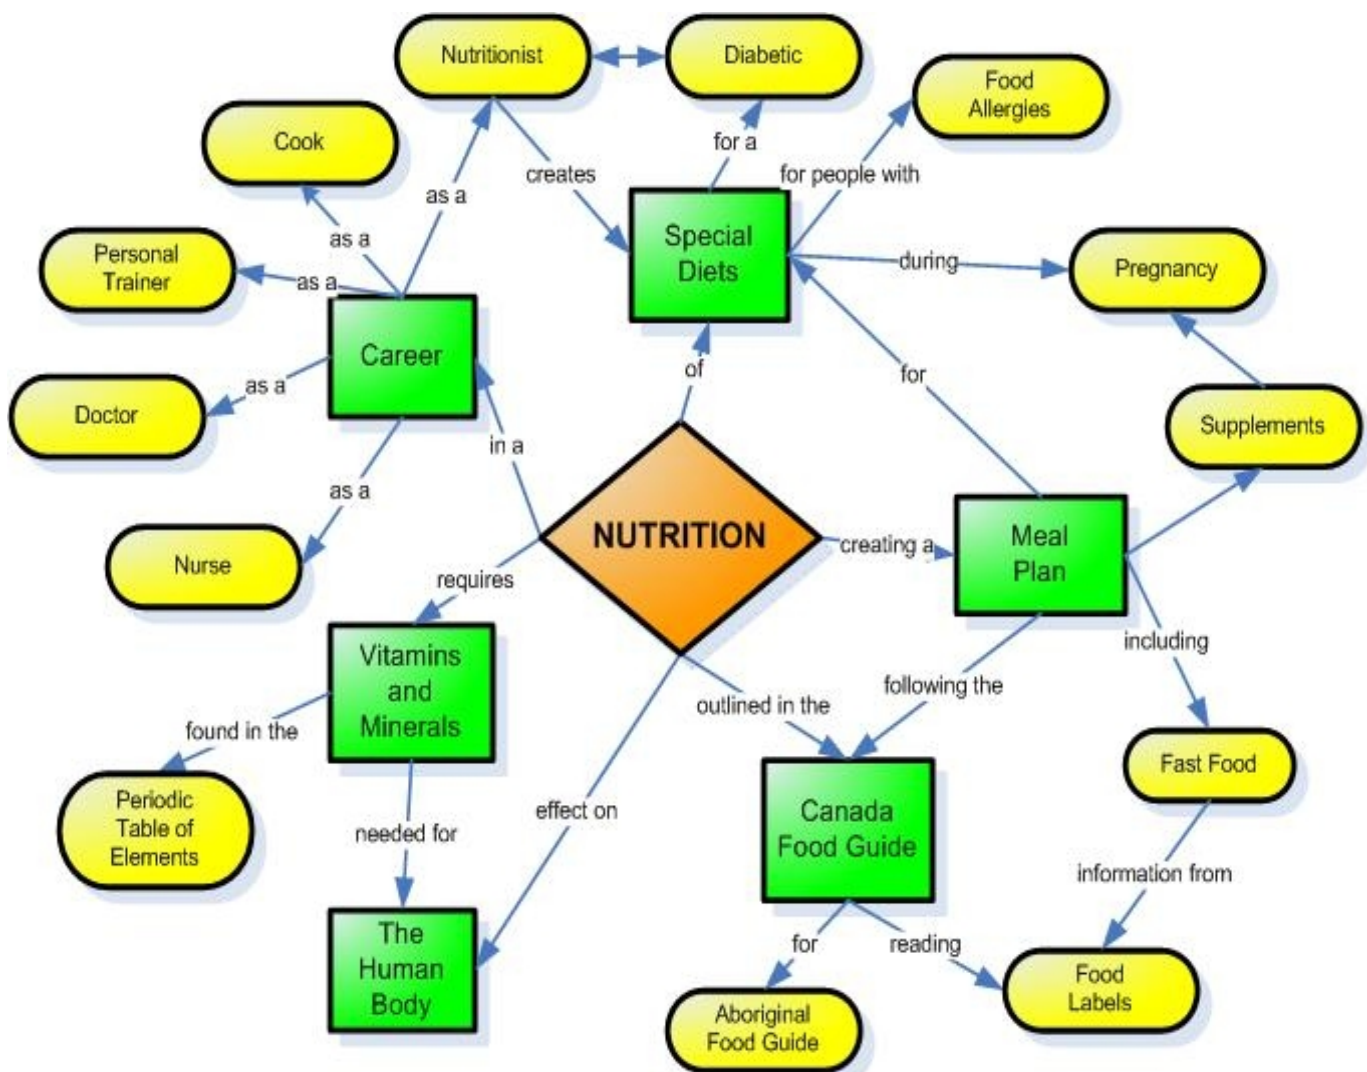 Nutritionist
Diabetic
Food
Allergies
Cook
for a
for people with
creates
as a
Special
Diets
as a
Personal
Trainer
as a
during
Pregnancy
Career
of
for
as a
Doctor
in a
Supplements
as a
NUTRITION
creating a
Meal
Plan
Nurse
requires
including
Vitamins
and
Minerals
following the
outlined in the
found in the
Fast Food
Periodic
Table of
Elements
effect on
Canada
Food Guide
needed for
information from
The
Human
Body
for
reading
Food
Labels
Aboriginal
Food Guide